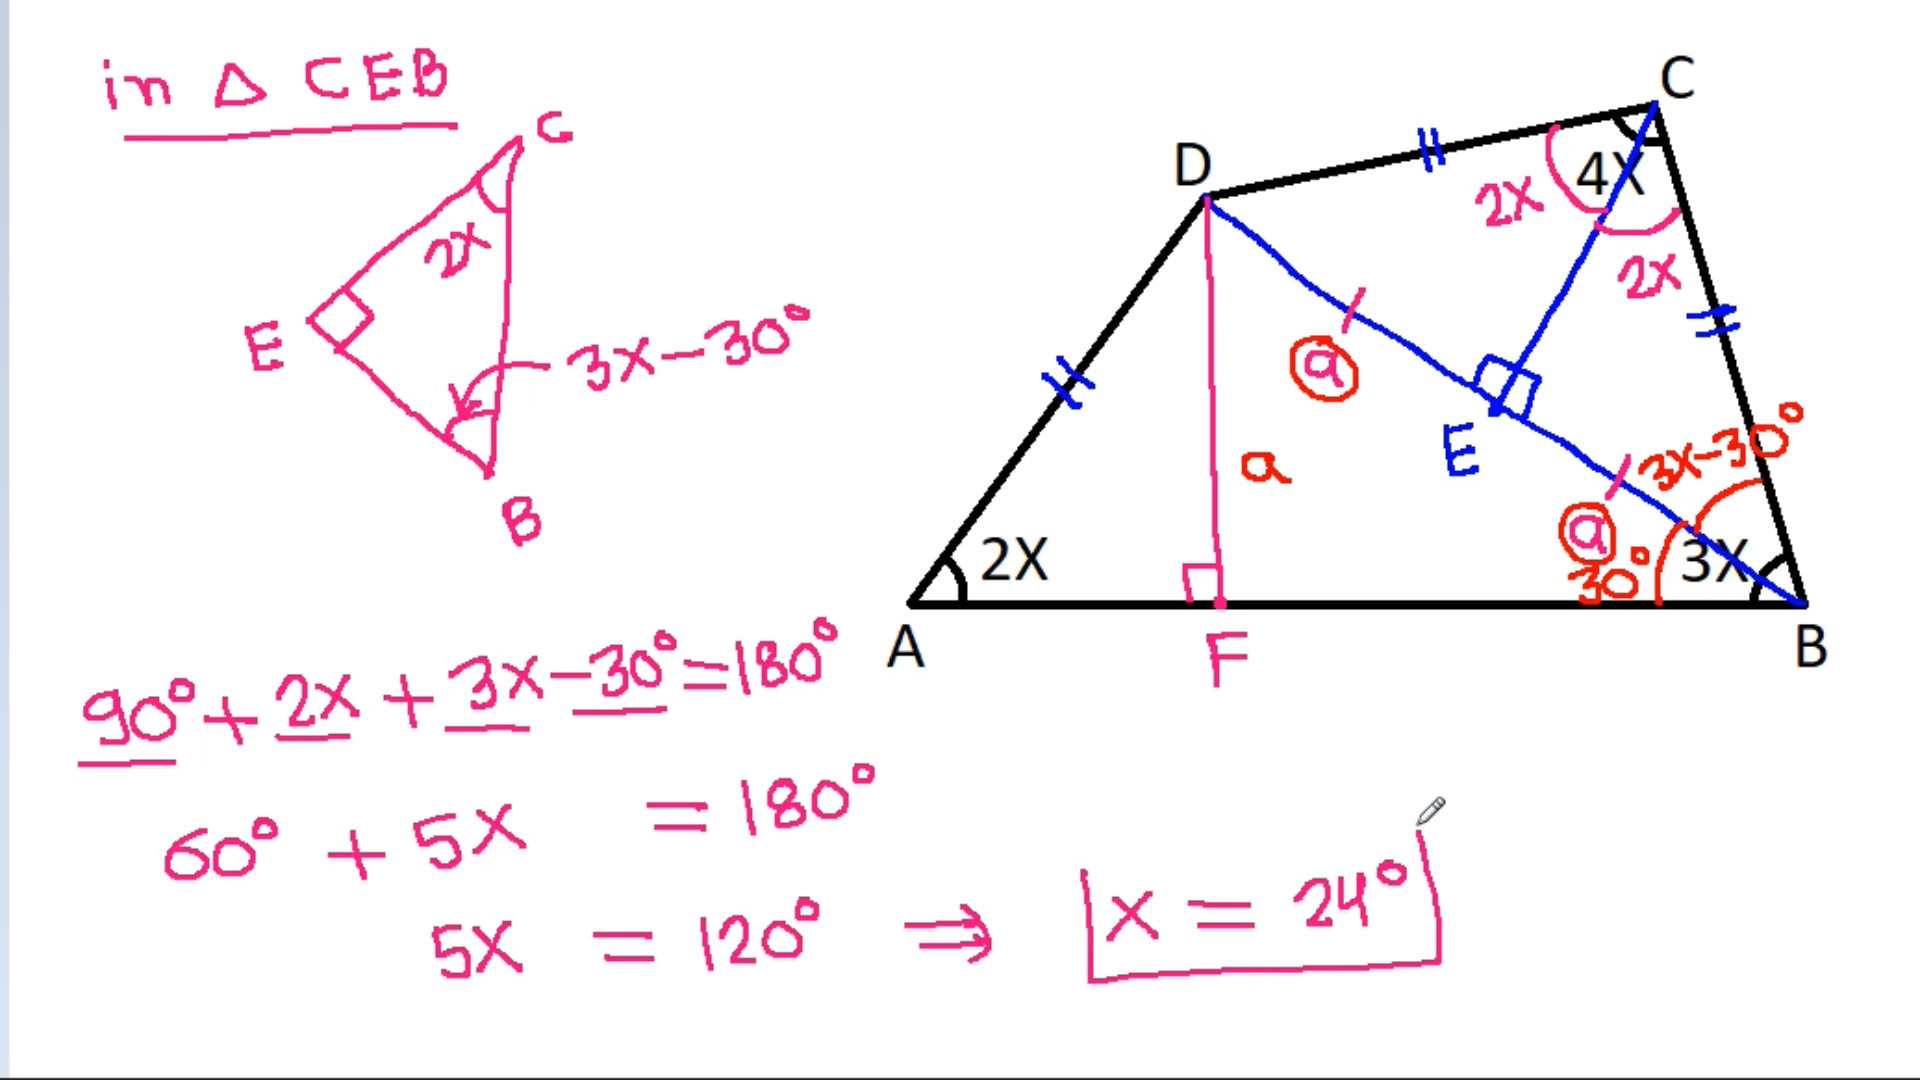 in Δ CEB
C
2x
E
3x-30°
B
90° + 2x + 3x - 30° = 180°
60° + 5x = 180°
5x = 120° ⇒ x = 24°
C
D
4X
2x
2x
a
E
3x-30°
a
2X
a
30°
3X
A
F
B